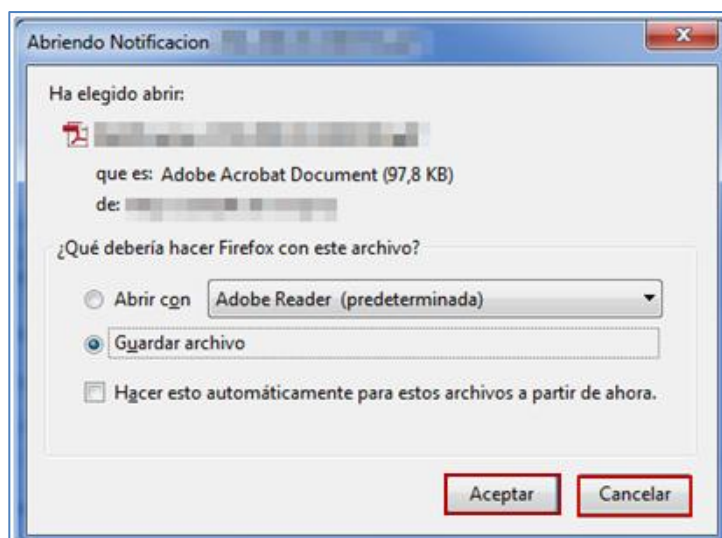 Abriendo Notificacion
Ha elegido abrir:
que es: Adobe Acrobat Document (97,8 KB)
de:
¿Qué debería hacer Firefox con este archivo?
Abrir con Adobe Reader (predeterminada)
Guardar archivo
Hacer esto automáticamente para estos archivos a partir de ahora.
Aceptar Cancelar